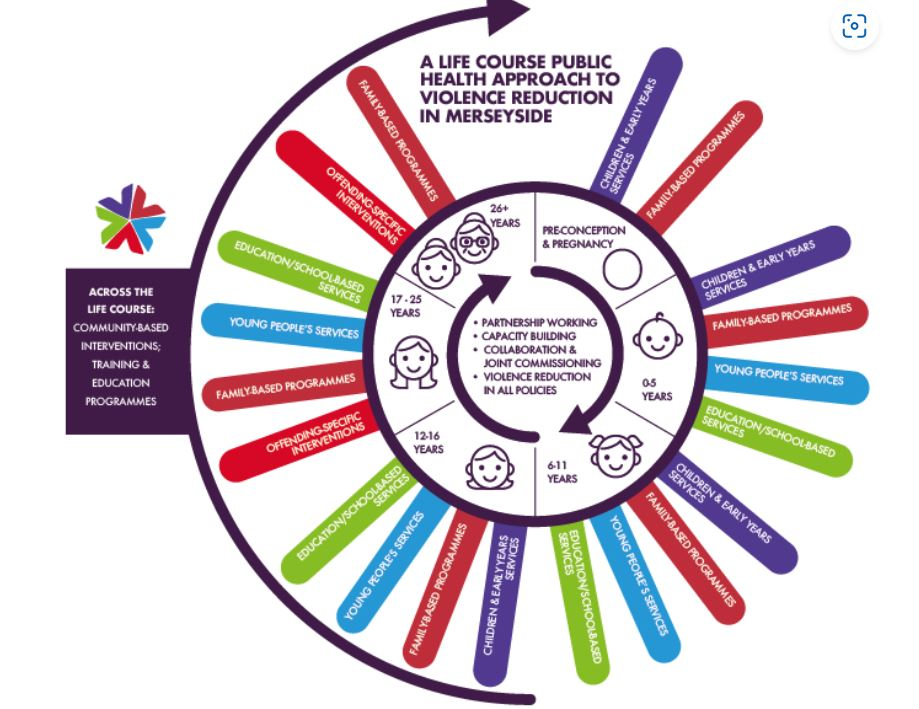 A LIFE COURSE PUBLIC
HEALTH APPROACH TO
VIOLENCE REDUCTION
IN MERSEYSIDE
ACROSS THE
LIFE COURSE:
COMMUNITY-BASED
INTERVENTIONS;
TRAINING &
EDUCATION
PROGRAMMES
PRE-CONCEPTION
& PREGNANCY
CHILDREN & EARLY YEARS
SERVICES
FAMILY-BASED PROGRAMMES
0-5
YEARS
CHILDREN & EARLY YEARS
SERVICES
FAMILY-BASED PROGRAMMES
YOUNG PEOPLE'S SERVICES
EDUCATION/SCHOOL-BASED
SERVICES
6-11
YEARS
CHILDREN & EARLY YEARS
SERVICES
FAMILY-BASED PROGRAMMES
YOUNG PEOPLE'S SERVICES
EDUCATION/SCHOOL-BASED
SERVICES
12-16
YEARS
CHILDREN & EARLY YEARS
SERVICES
FAMILY-BASED PROGRAMMES
YOUNG PEOPLE'S SERVICES
EDUCATION/SCHOOL-BASED
SERVICES
OFFENDING-SPECIFIC
INTERVENTIONS
17 - 25
YEARS
FAMILY-BASED PROGRAMMES
YOUNG PEOPLE'S SERVICES
EDUCATION/SCHOOL-BASED
SERVICES
26+
YEARS
OFFENDING-SPECIFIC
INTERVENTIONS
FAMILY-BASED PROGRAMMES
• PARTNERSHIP WORKING
• CAPACITY BUILDING
• COLLABORATION &
JOINT COMMISSIONING
• VIOLENCE REDUCTION
IN ALL POLICIES